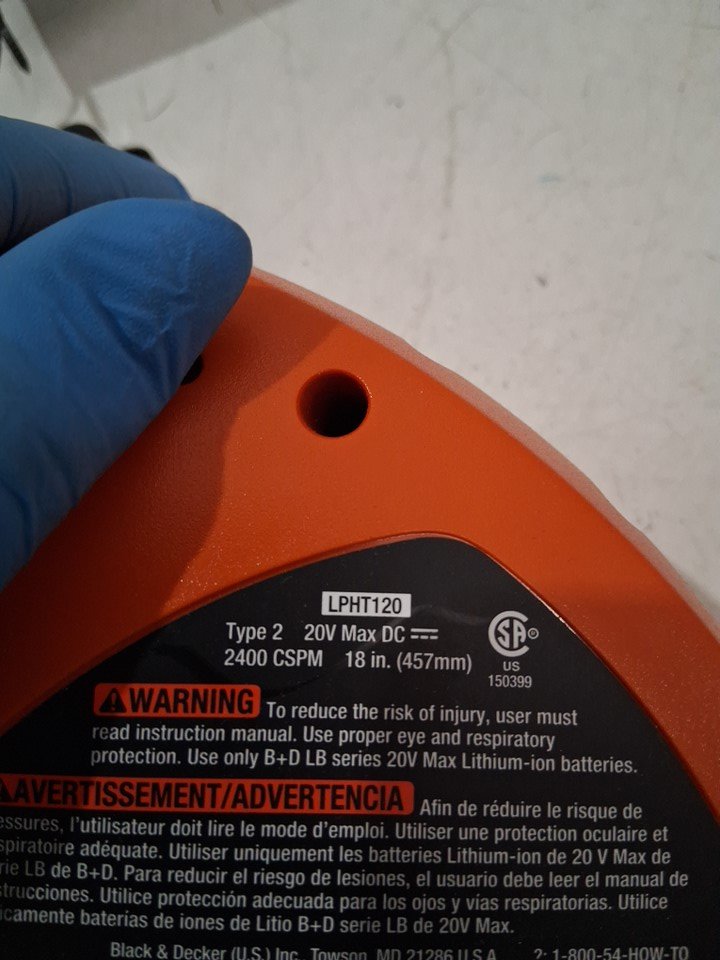 LPHT120
Type 2 20V Max DC
2400 CSPM 18 in. (457mm)
SA
US
150399
WARNING To reduce the risk of injury, user must
read instruction manual. Use proper eye and respiratory
protection. Use only B+D LB series 20V Max Lithium-ion batteries.
AVERTISSEMENT/ADVERTENCIA Afin de réduire le risque de
essures, l'utilisateur doit lire le mode d'emploi. Utiliser une protection oculaire et
spiratoire adéquate. Utiliser uniquement les batteries Lithium-ion de 20 V Max de
rie LB de B+D. Para reducir el riesgo de lesiones, el usuario debe leer el manual de
strucciones. Utilice protección adecuada para los ojos y vías respiratorias. Utilice
icamente baterías de iones de Litio B+D serie LB de 20V Max.
Black & Decker (U.S.) Inc., Towson, MD 21286 U.S.A. ?: 1-800-54-HOW-TO